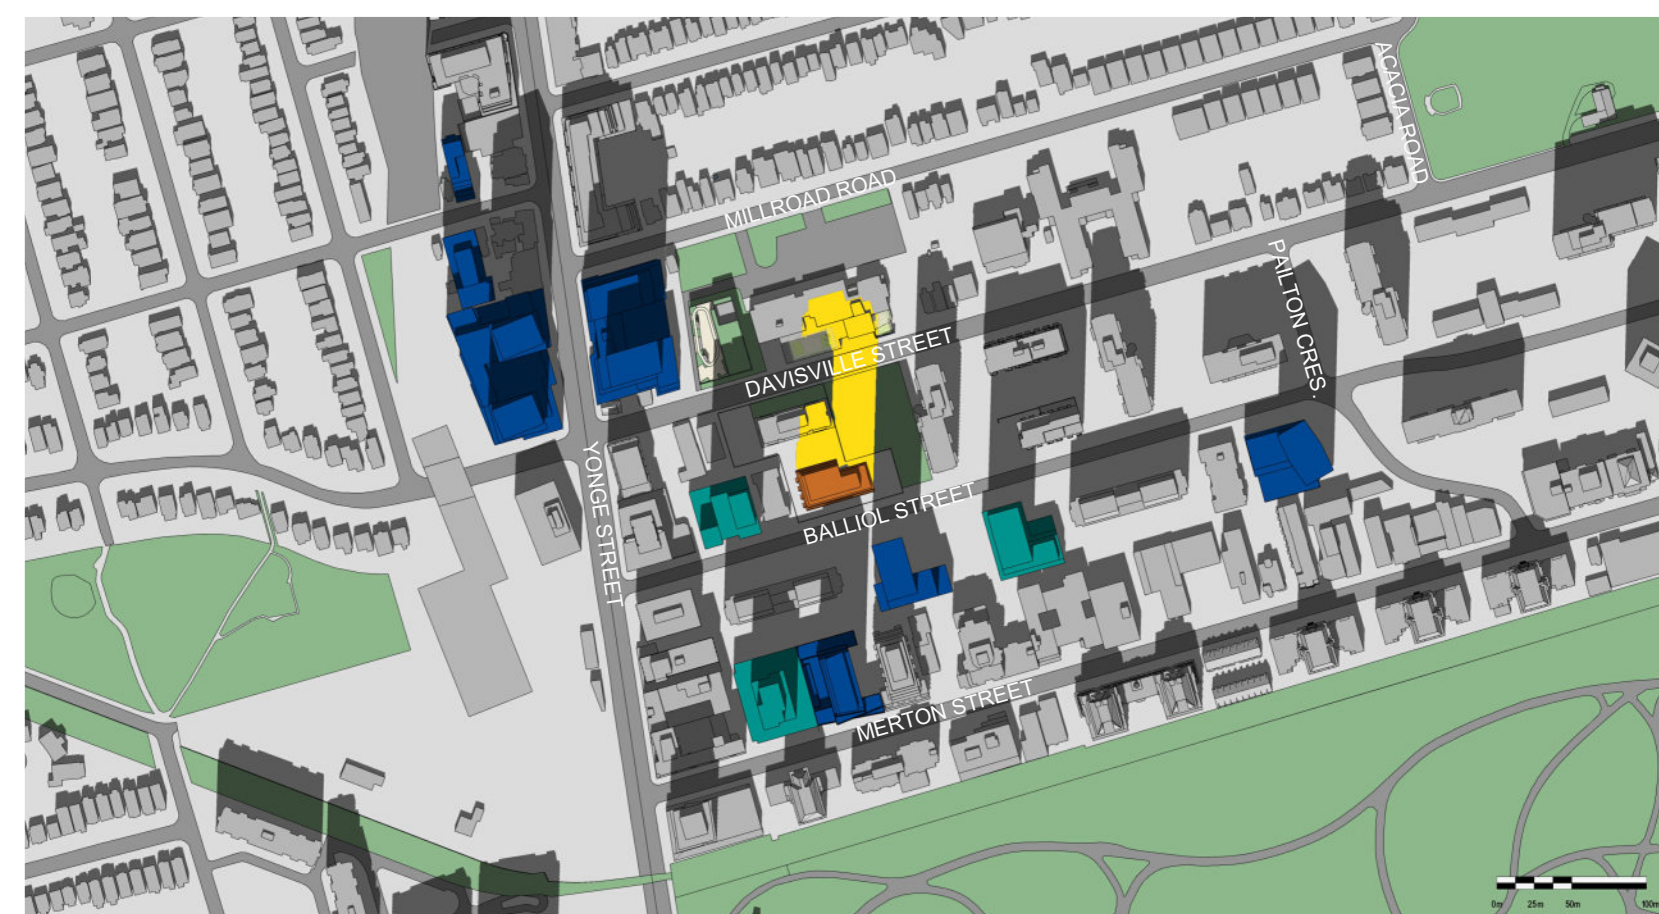 ACACIA ROAD
MILLROAD ROAD
PAILTON CRES.
DAVISVILLE STREET
YONGE STREET
BALLIOL STREET
MERTON STREET
0m 25m 50m 100m